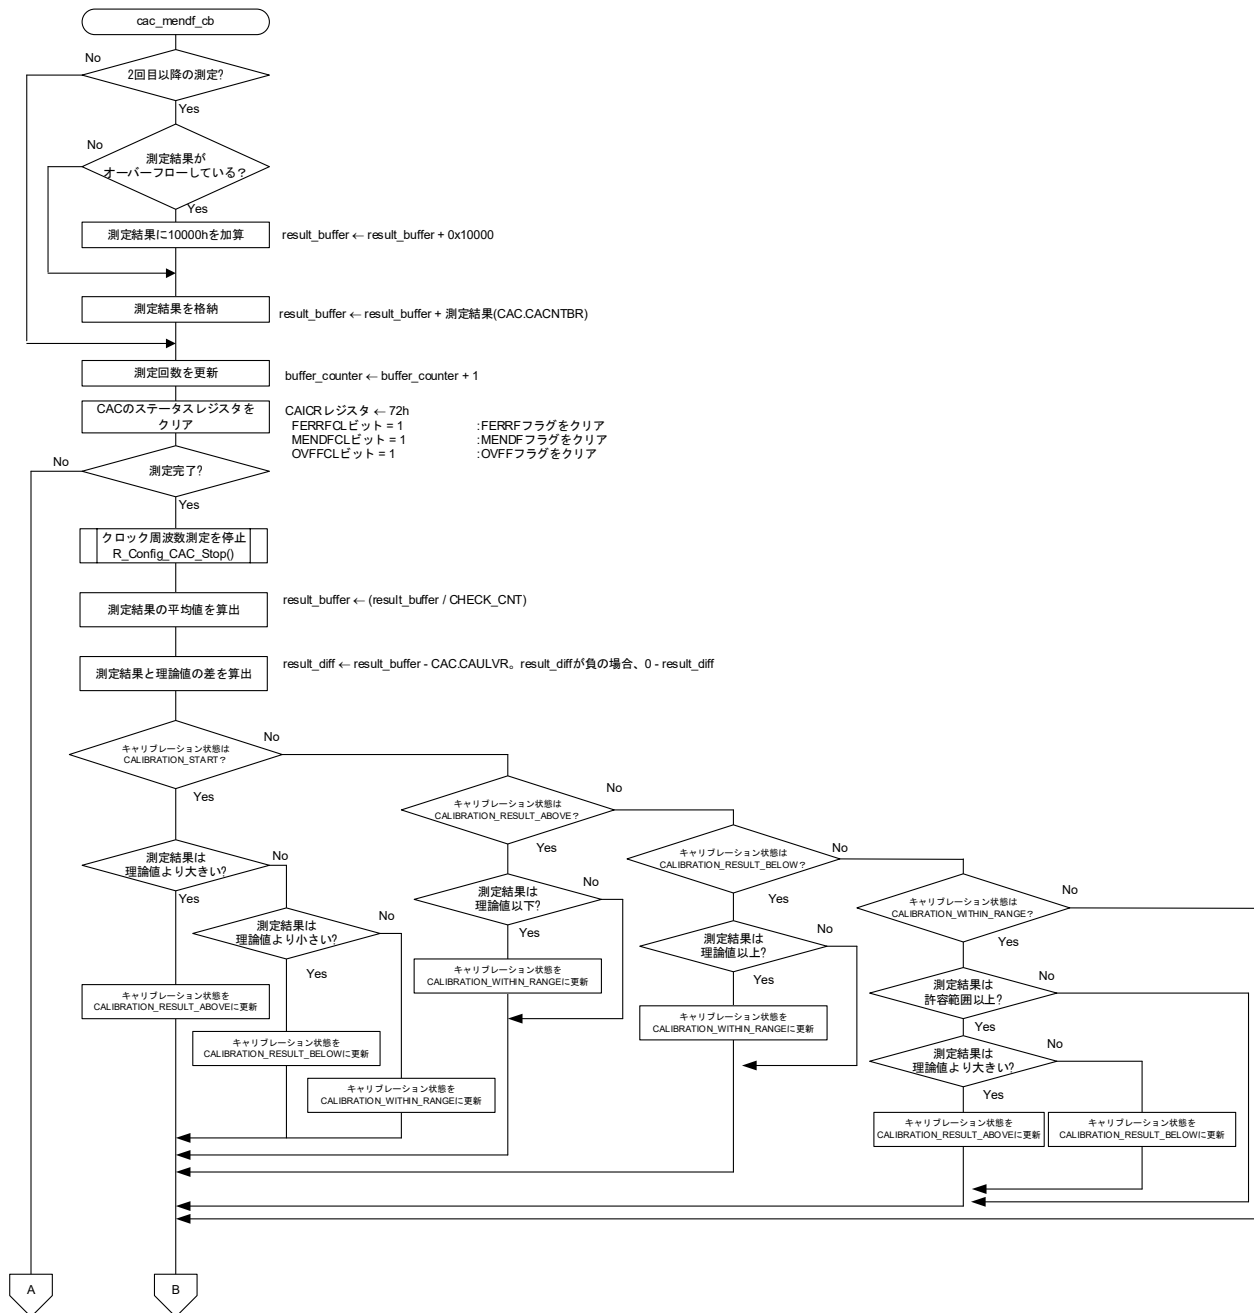 cac_mendf_cb
No
2回目以降の測定?
Yes
No
測定結果が
オーバーフローしている？
Yes
測定結果に10000hを加算
result_buffer ← result_buffer + 0x10000
測定結果を格納
result_buffer ← result_buffer + 測定結果(CAC.CACNTBR)
測定回数を更新
buffer_counter ← buffer_counter + 1
CACのステータスレジスタを
クリア
CAICRレジスタ ← 72h
FERRFCLビット = 1 :FERRFフラグをクリア
MENDFCLビット = 1 :MENDFフラグをクリア
OVFFCLビット = 1 :OVFFフラグをクリア
No
測定完了?
Yes
クロック周波数測定を停止
R_Config_CAC_Stop()
測定結果の平均値を算出
result_buffer ← (result_buffer / CHECK_CNT)
測定結果と理論値の差を算出
result_diff ← result_buffer - CAC.CAULVR。result_diffが負の場合、0 - result_diff
キャリブレーション状態は
CALIBRATION_START？
No
Yes
キャリブレーション状態は
CALIBRATION_RESULT_ABOVE？
No
Yes
キャリブレーション状態は
CALIBRATION_RESULT_BELOW？
No
Yes
キャリブレーション状態は
CALIBRATION_WITHIN_RANGE？
No
Yes
測定結果は
理論値より大きい?
No
Yes
測定結果は
理論値より小さい?
No
Yes
測定結果は
理論値以下?
No
Yes
測定結果は
理論値以上?
No
Yes
測定結果は
許容範囲以上?
No
Yes
測定結果は
理論値より大きい?
No
Yes
キャリブレーション状態を
CALIBRATION_RESULT_ABOVEに更新
キャリブレーション状態を
CALIBRATION_RESULT_BELOWに更新
キャリブレーション状態を
CALIBRATION_WITHIN_RANGEに更新
キャリブレーション状態を
CALIBRATION_WITHIN_RANGEに更新
キャリブレーション状態を
CALIBRATION_WITHIN_RANGEに更新
キャリブレーション状態を
CALIBRATION_RESULT_ABOVEに更新
キャリブレーション状態を
CALIBRATION_RESULT_BELOWに更新
A
B